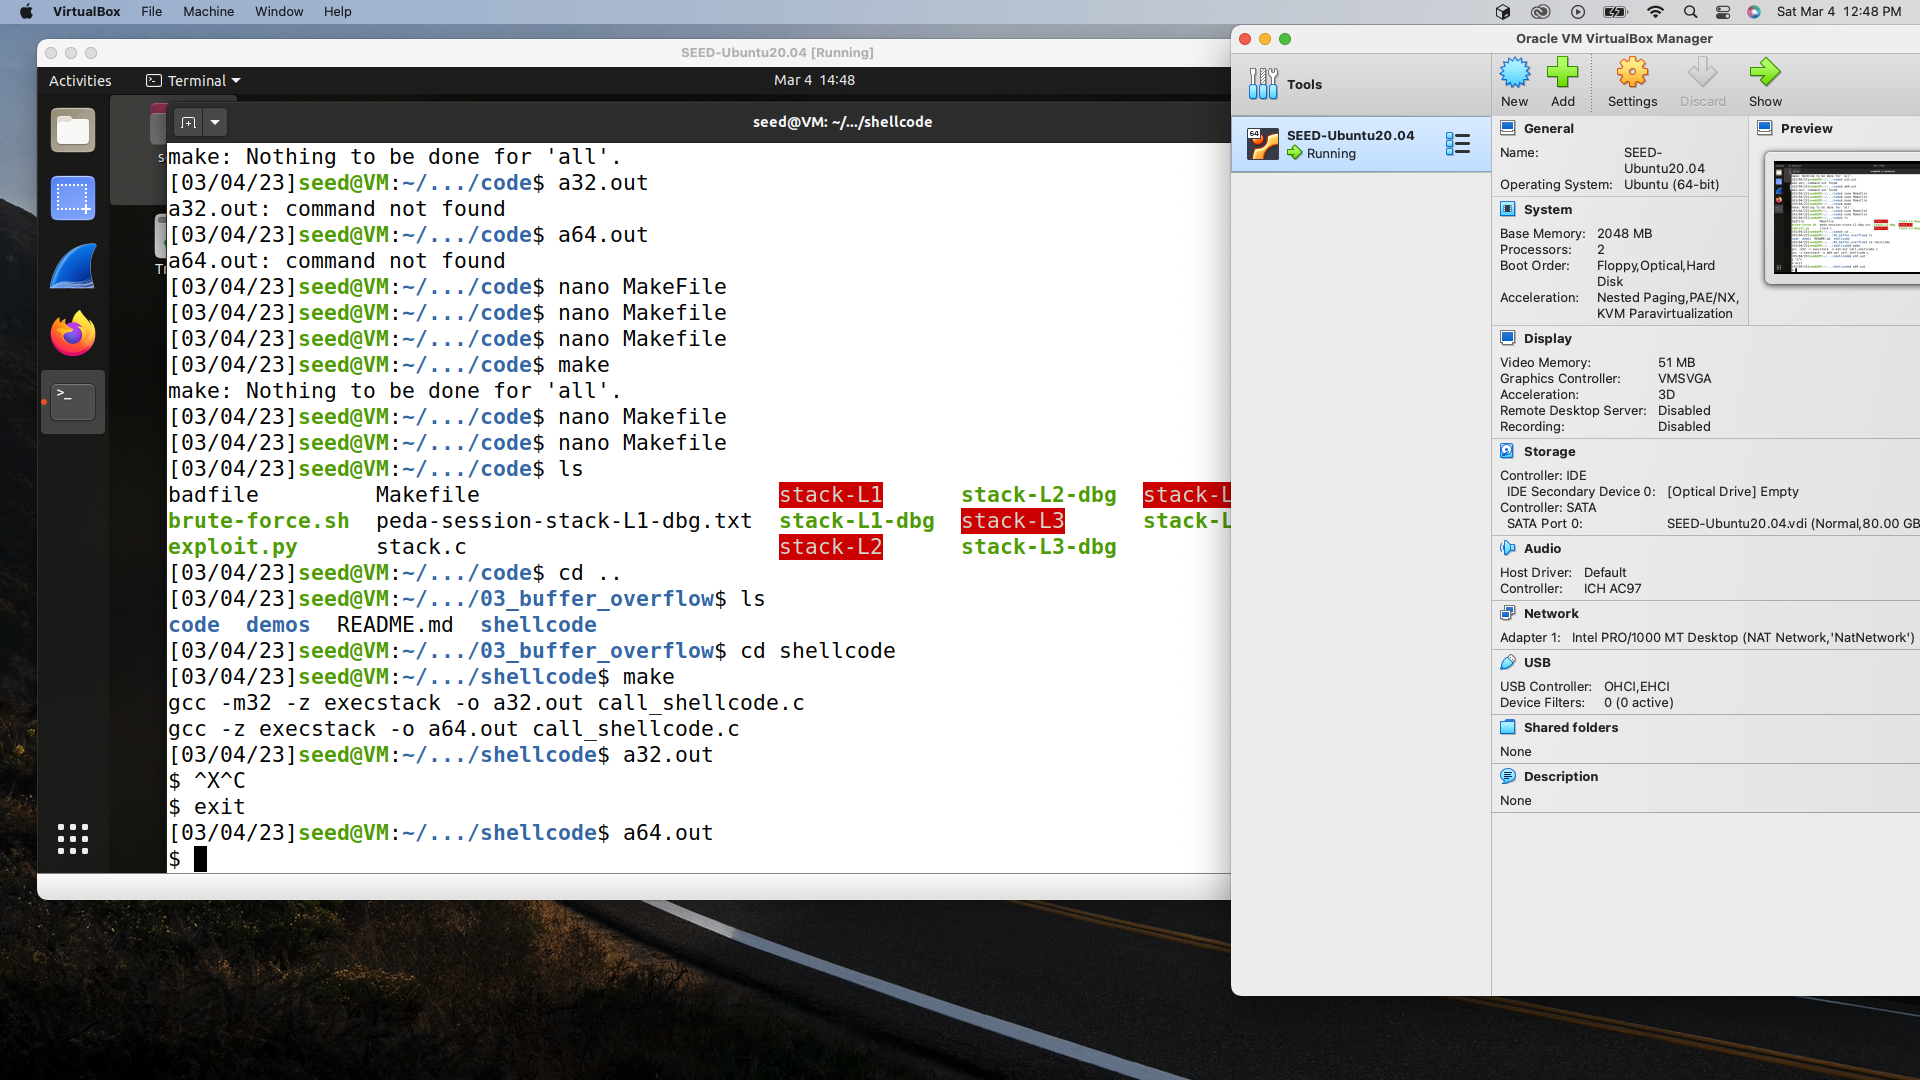 VirtualBox File Machine Window Help
Sat Mar 4 12:48 PM
SEED-Ubuntu20.04 [Running]
Activities Terminal
Mar 4 14:48
seed@VM: ~/.../shellcode
make: Nothing to be done for 'all'.
[03/04/23]seed@VM:~/.../code$ a32.out
a32.out: command not found
[03/04/23]seed@VM:~/.../code$ a64.out
a64.out: command not found
[03/04/23]seed@VM:~/.../code$ nano MakeFile
[03/04/23]seed@VM:~/.../code$ nano Makefile
[03/04/23]seed@VM:~/.../code$ nano Makefile
[03/04/23]seed@VM:~/.../code$ make
make: Nothing to be done for 'all'.
[03/04/23]seed@VM:~/.../code$ nano Makefile
[03/04/23]seed@VM:~/.../code$ nano Makefile
[03/04/23]seed@VM:~/.../code$ ls
badfile Makefile stack-L1 stack-L2-dbg stack-L
brute-force.sh peda-session-stack-L1-dbg.txt stack-L1-dbg stack-L3 stack-L
exploit.py stack.c stack-L2 stack-L3-dbg
[03/04/23]seed@VM:~/.../code$ cd ..
[03/04/23]seed@VM:~/.../03_buffer_overflow$ ls
code demos README.md shellcode
[03/04/23]seed@VM:~/.../03_buffer_overflow$ cd shellcode
[03/04/23]seed@VM:~/.../shellcode$ make
gcc -m32 -z execstack -o a32.out call_shellcode.c
gcc -z execstack -o a64.out call_shellcode.c
[03/04/23]seed@VM:~/.../shellcode$ a32.out
$ ^X^C
$ exit
[03/04/23]seed@VM:~/.../shellcode$ a64.out
$
Oracle VM VirtualBox Manager
Tools
New Add Settings Discard Show
64
SEED-Ubuntu20.04
Running
General
Name: SEED-
Ubuntu20.04
Operating System: Ubuntu (64-bit)
Preview
System
Base Memory: 2048 MB
Processors: 2
Boot Order: Floppy,Optical,Hard
Disk
Acceleration: Nested Paging,PAE/NX,
KVM Paravirtualization
Display
Video Memory: 51 MB
Graphics Controller: VMSVGA
Acceleration: 3D
Remote Desktop Server: Disabled
Recording: Disabled
Storage
Controller: IDE
IDE Secondary Device 0: [Optical Drive] Empty
Controller: SATA
SATA Port 0: SEED-Ubuntu20.04.vdi (Normal,80.00 GB
Audio
Host Driver: Default
Controller: ICH AC97
Network
Adapter 1: Intel PRO/1000 MT Desktop (NAT Network,'NatNetwork')
USB
USB Controller: OHCI,EHCI
Device Filters: 0 (0 active)
Shared folders
None
Description
None